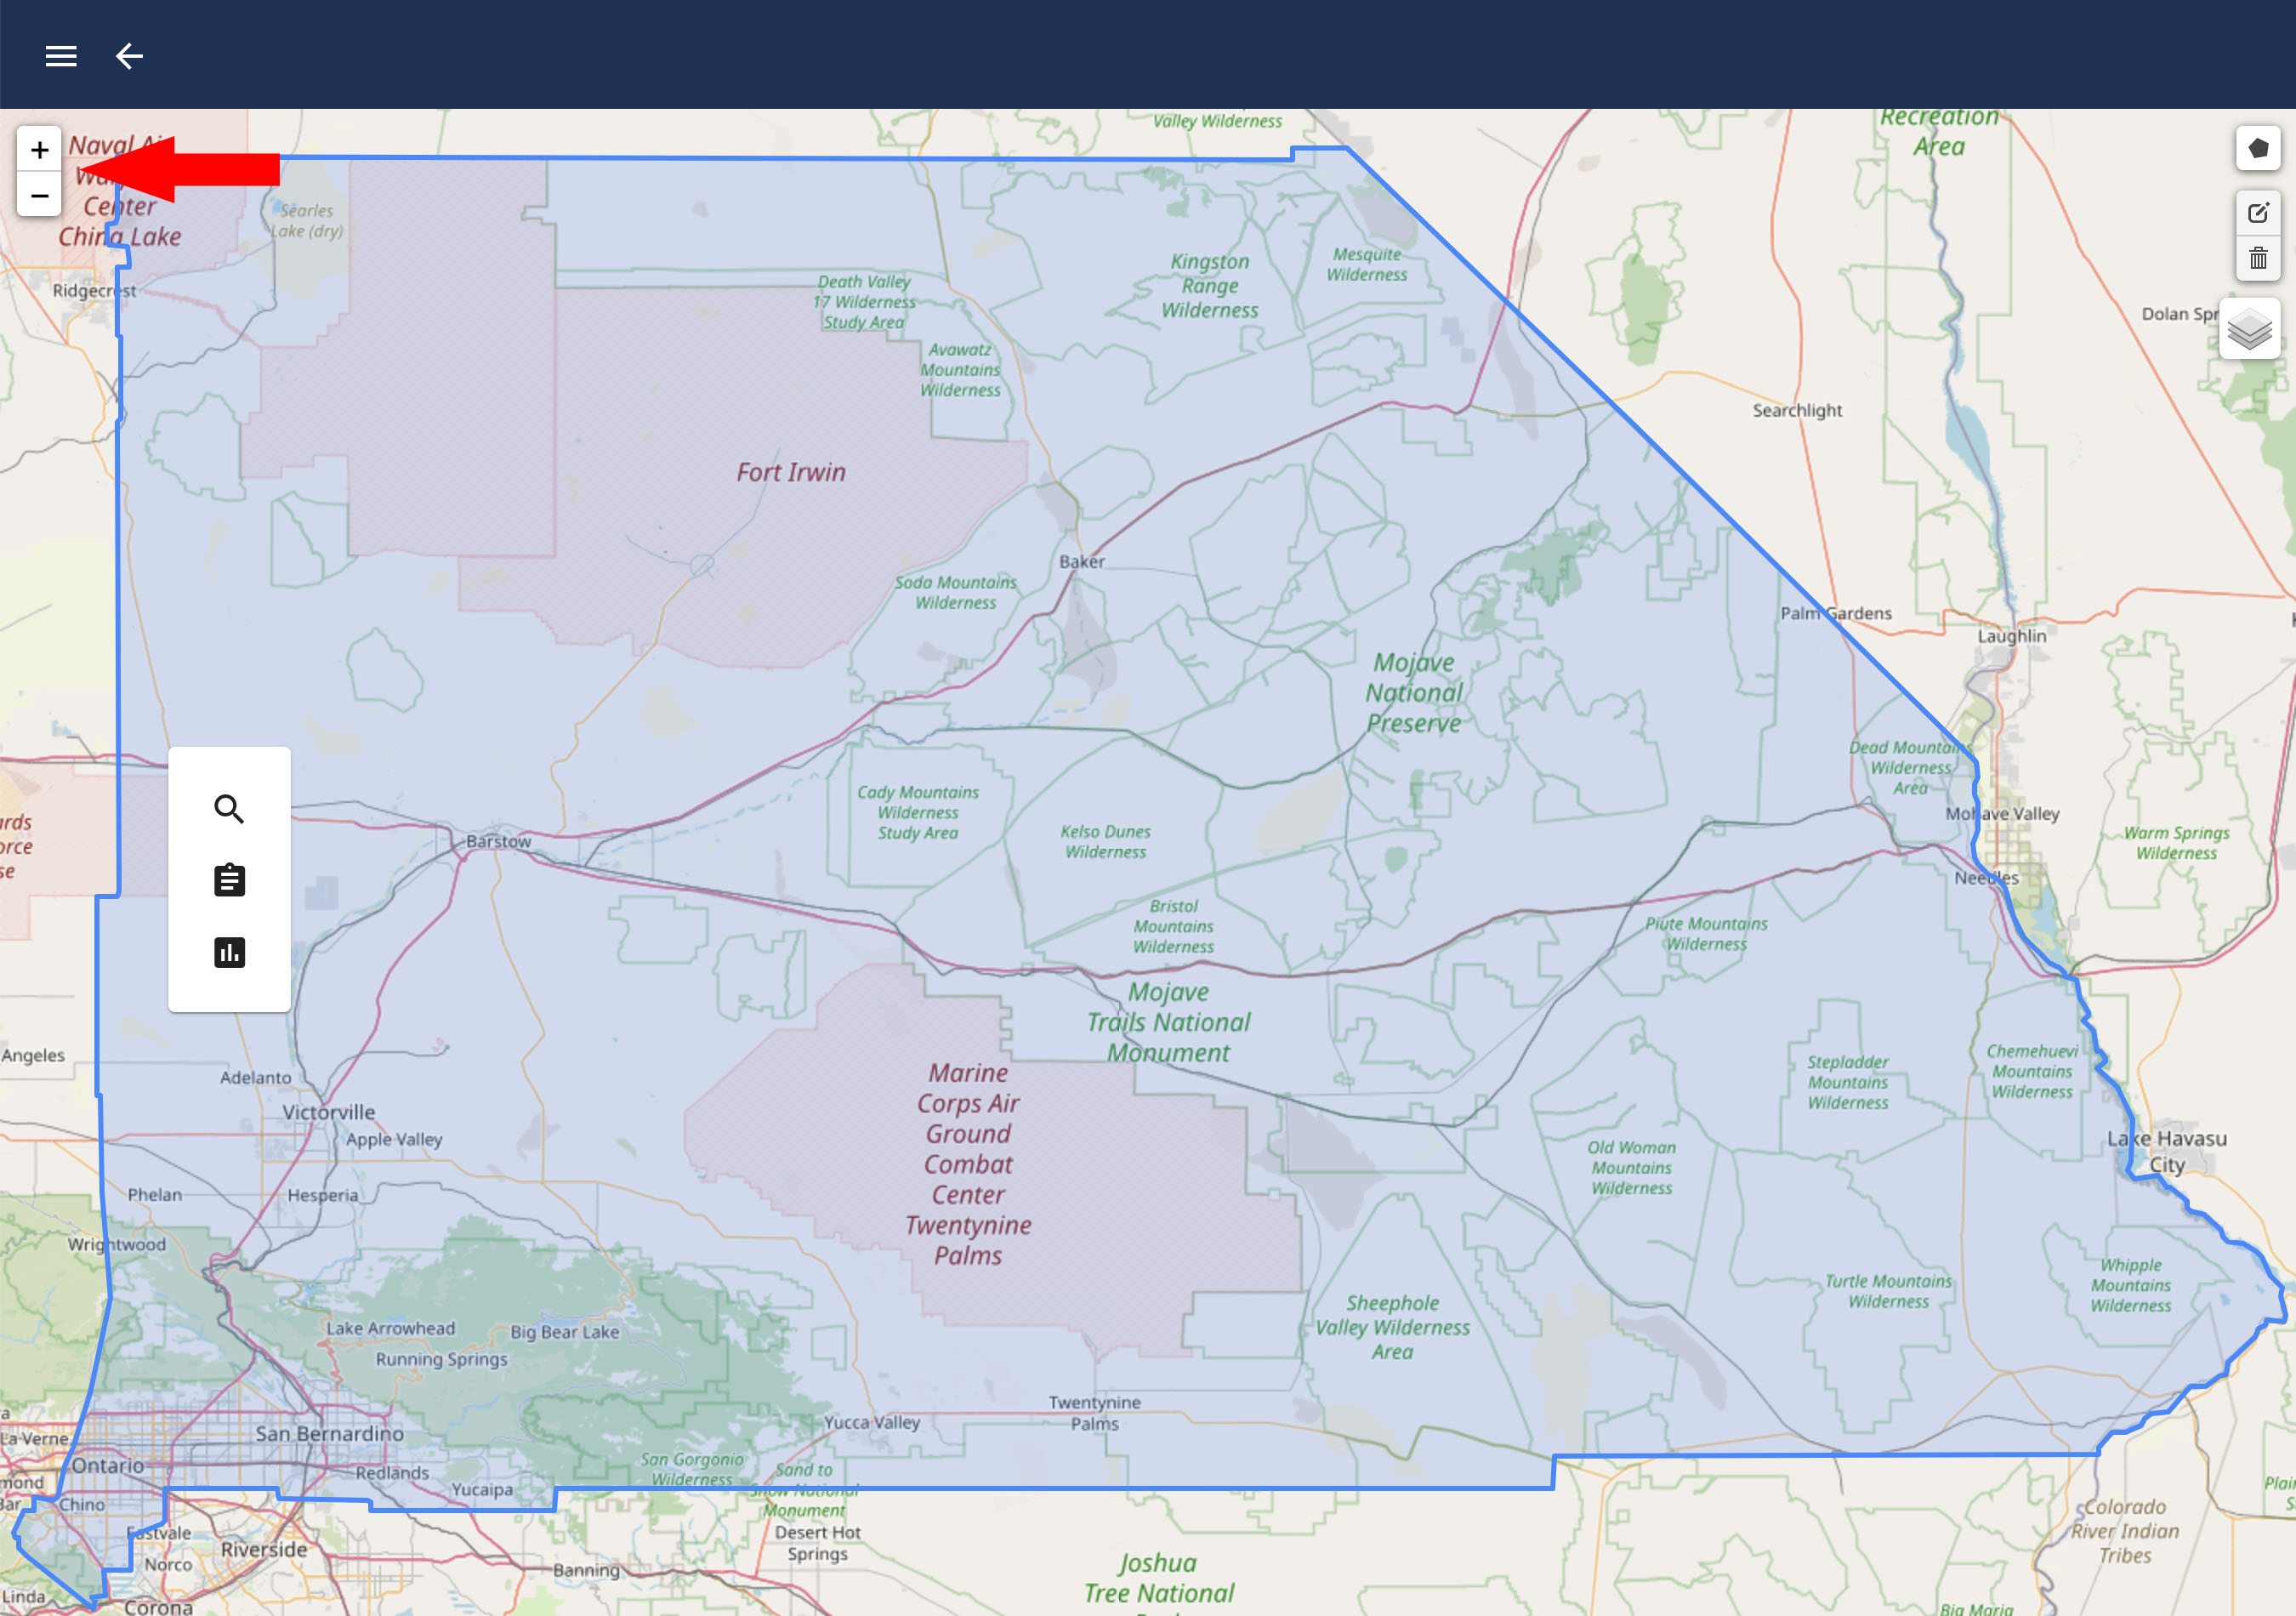 Valley Wilderness
Recreation
Area
+
−
Naval Air
Center
China Lake
Searles
Lake (dry)
Ridgecrest
Death Valley
17 Wilderness
Study Area
Kingston
Range
Wilderness
Mesquite
Wilderness
Dolan Spr
Avawatz
Mountains
Wilderness
Searchlight
Fort Irwin
Baker
Soda Mountains
Wilderness
Palm Gardens
Laughlin
Mojave
National
Preserve
Dead Mountains
Wilderness
Area
Mohave Valley
Cady Mountains
Wilderness
Study Area
Kelso Dunes
Wilderness
Warm Springs
Wilderness
ards
orce
se
Barstow
Needles
Bristol
Mountains
Wilderness
Piute Mountains
Wilderness
Mojave
Trails National
Monument
Angeles
Adelanto
Victorville
Apple Valley
Marine
Corps Air
Ground
Combat
Center
Twentynine
Palms
Stepladder
Mountains
Wilderness
Chemehuevi
Mountains
Wilderness
Lake Havasu
City
Old Woman
Mountains
Wilderness
Phelan
Hesperia
Wrightwood
Whipple
Mountains
Wilderness
Turtle Mountains
Wilderness
Sheephole
Valley Wilderness
Area
Lake Arrowhead
Big Bear Lake
Running Springs
Twentynine
Palms
Yucca Valley
La-Verne
San Bernardino
Ontario
Redlands
San Gorgonio
Wilderness
mond
Bar
Chino
Yucaipa
Sand to
Snow National
Monument
Eastvale
Riverside
Desert Hot
Springs
Colorado
River Indian
Tribes
Norco
Banning
Joshua
Tree National
Linda
Corona
Big Maria